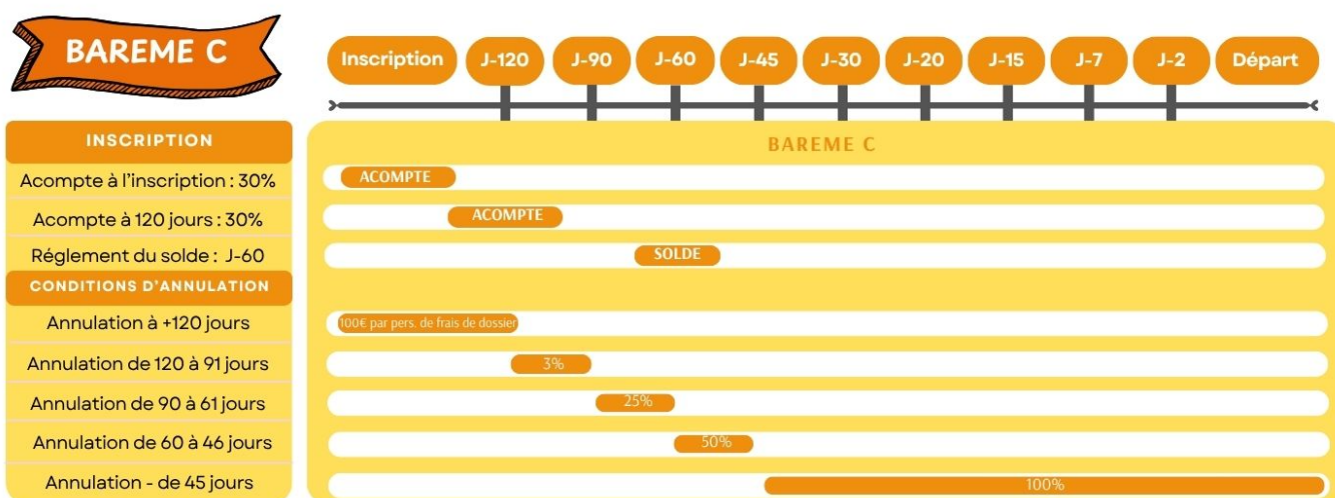 BAREME C
Inscription J-120 J-90 J-60 J-45 J-30 J-20 J-15 J-7 J-2 Départ
INSCRIPTION
BAREME C
Acompte à l'inscription : 30%
ACOMPTE
Acompte à 120 jours : 30%
ACOMPTE
Réglement du solde : J-60
SOLDE
CONDITIONS D'ANNULATION
Annulation à +120 jours
100€ par pers. de frais de dossier
Annulation de 120 à 91 jours
3%
Annulation de 90 à 61 jours
25%
Annulation de 60 à 46 jours
50%
Annulation - de 45 jours
100%